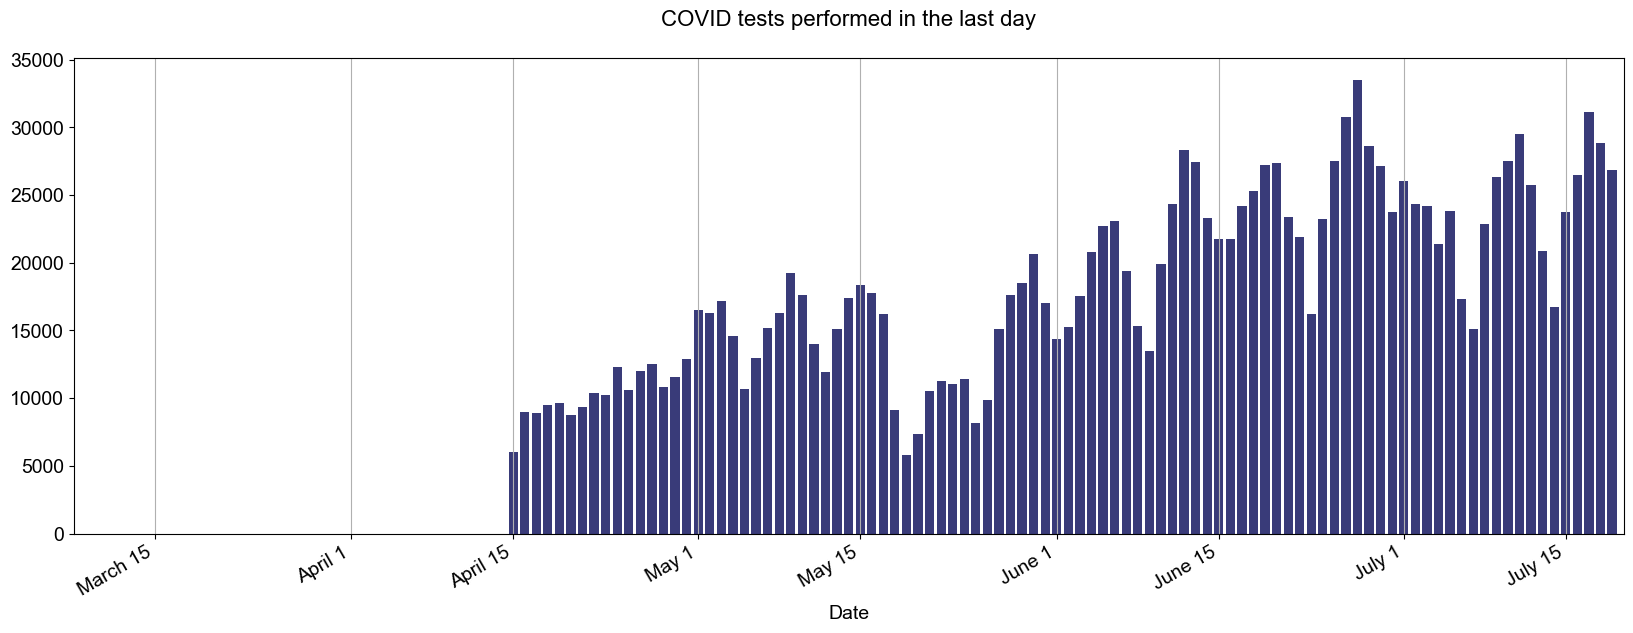 COVID tests performed in the last day
35000
30000
25000
20000
15000
10000
5000
0
March 15
April 1
April 15
May 1
May 15
June 1
June 15
July 1
July 15
Date